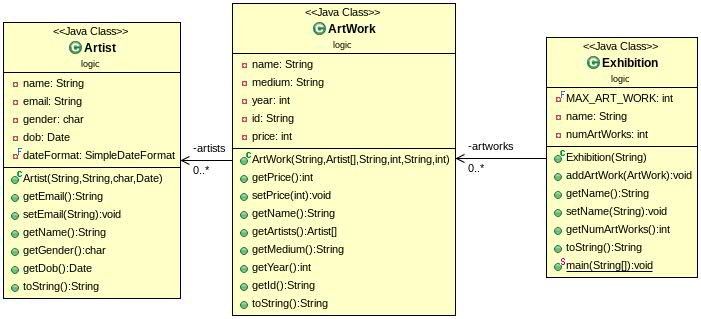 <<Java Class>>
Artist
logic
name: String
email: String
gender: char
dob: Date
dateFormat: SimpleDateFormat
Artist(String,String,char,Date)
getEmail():String
setEmail(String):void
getName():String
getGender():char
getDob():Date
toString():String
-artists
0..*
<<Java Class>>
ArtWork
logic
name: String
medium: String
year: int
id: String
price: int
ArtWork(String,Artist[],String,int,String,int)
getPrice():int
setPrice(int):void
getName():String
getArtists():Artist[]
getMedium():String
getYear():int
getId():String
toString():String
-artworks
0..*
<<Java Class>>
Exhibition
logic
MAX_ART_WORK: int
name: String
numArtWorks: int
Exhibition(String)
addArtWork(ArtWork):void
getName():String
setName(String):void
getNumArtWorks():int
toString():String
main(String[]):void